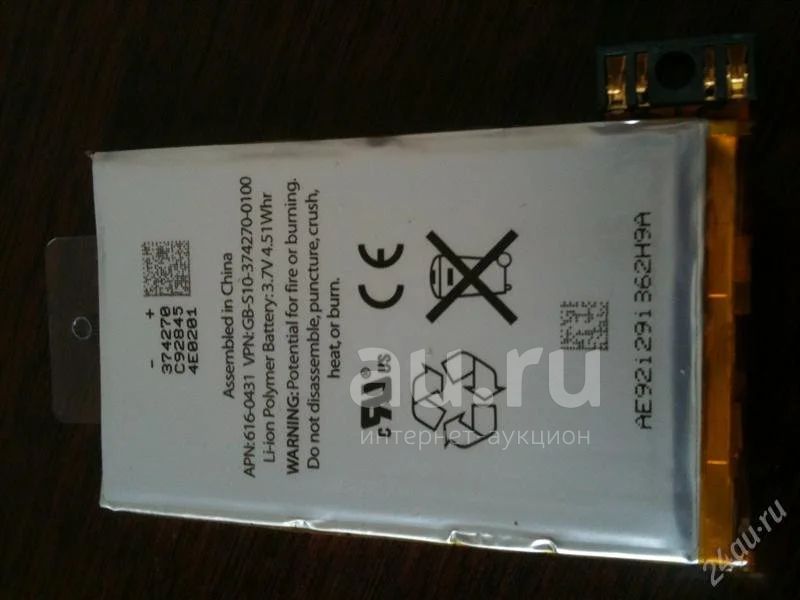 - +
374270
C92845
4E0201
Assembled in China
APN:616-0431 VPN:GB-S10-374270-0100
Li-ion Polymer Battery:3.7V 4.51Whr
WARNING: Potential for fire or burning.
Do not disassemble, puncture, crush,
heat, or burn.
CE
c RU ® US
AE92i29i362H9A
au.ru
интернет аукцион
24au.ru